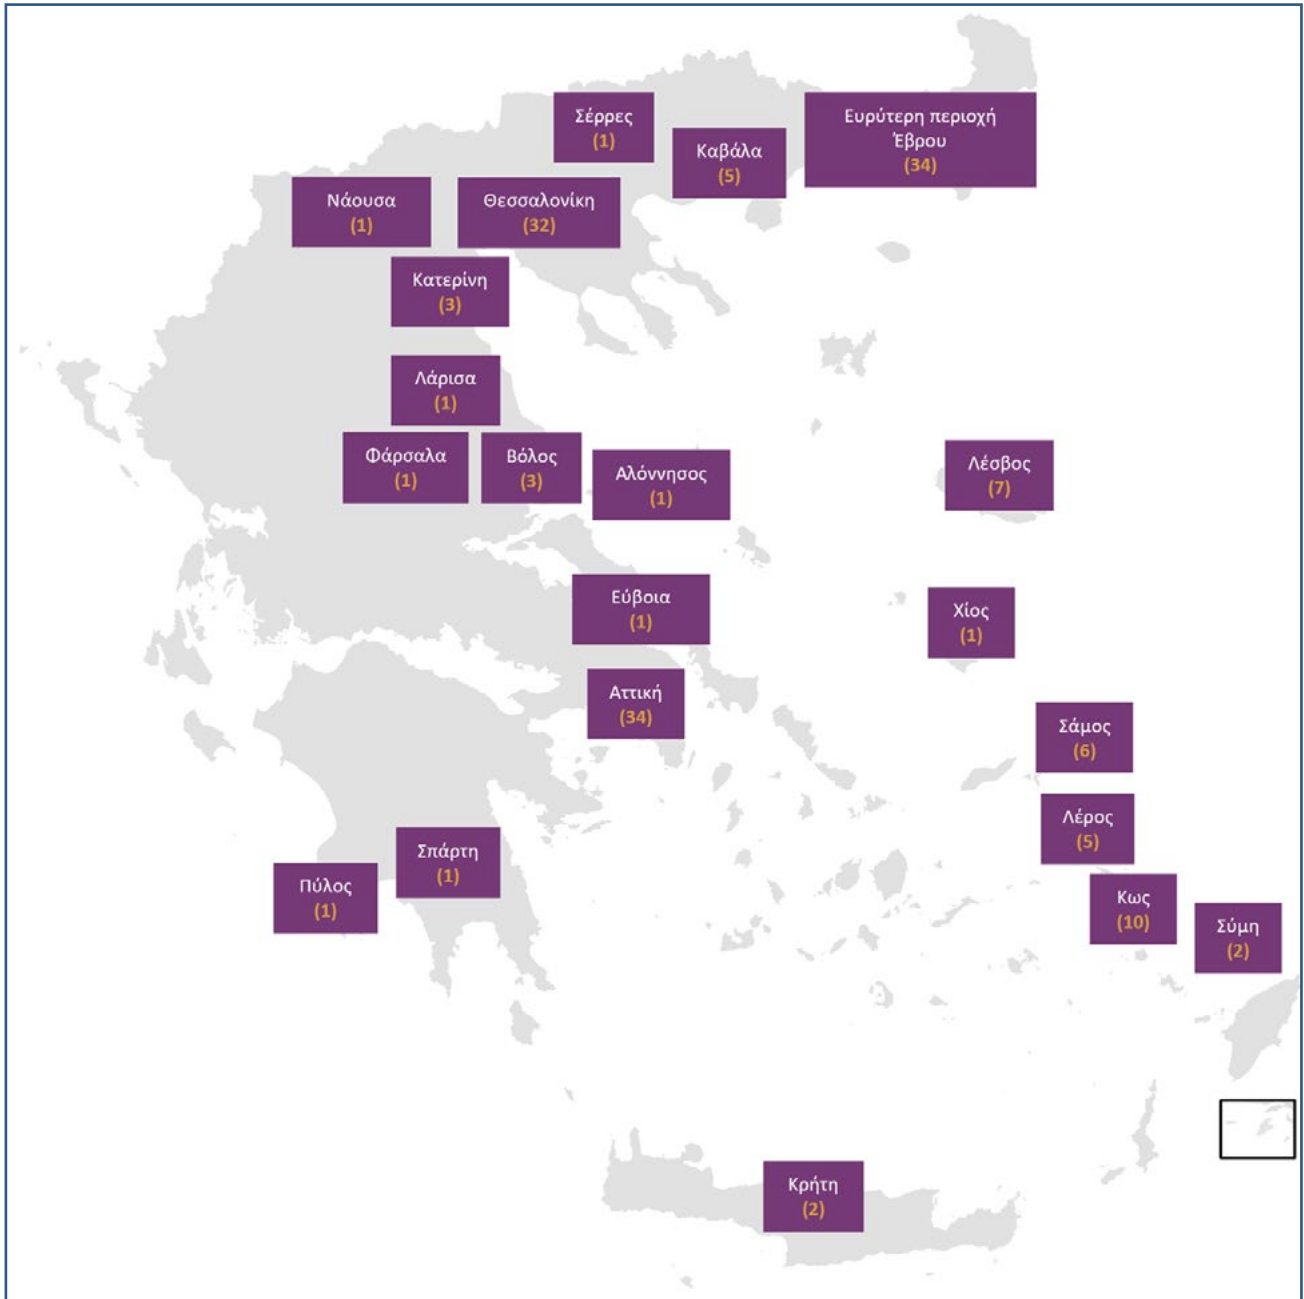 Σέρρες
(1)
Καβάλα
(5)
Ευρύτερη περιοχή
Έβρου
(34)
Νάουσα
(1)
Θεσσαλονίκη
(32)
Κατερίνη
(3)
Λάρισα
(1)
Φάρσαλα
(1)
Βόλος
(3)
Αλόννησος
(1)
Λέσβος
(7)
Εύβοια
(1)
Χίος
(1)
Αττική
(34)
Σάμος
(6)
Λέρος
(5)
Σπάρτη
(1)
Πύλος
(1)
Κως
(10)
Σύμη
(2)
Κρήτη
(2)